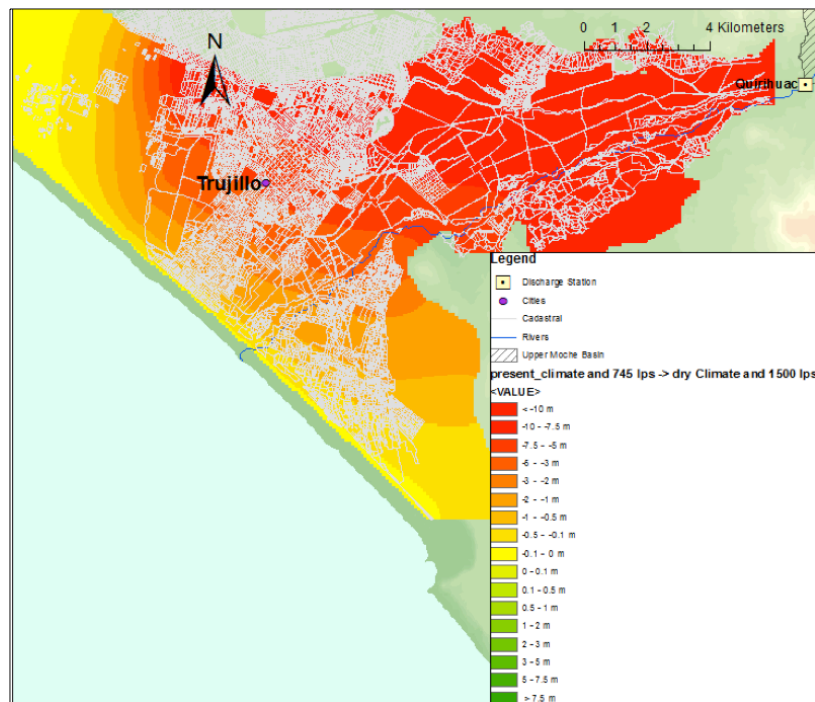 0 1 2 4 Kilometers
N
Quirihuac
Trujillo
Legend
Discharge Station
Cities
Cadastral
Rivers
Upper Moche Basin
present_climate and 745 lps -> dry Climate and 1500 lps
<VALUE>
< -10 m
-10 - -7.5 m
-7.5 - -5 m
-5 - -3 m
-3 - -2 m
-2 - -1 m
-1 - -0.5 m
-0.5 - -0.1 m
-0.1 - 0 m
0 - 0.1 m
0.1 - 0.5 m
0.5 - 1 m
1 - 2 m
2 - 3 m
3 - 5 m
5 - 7.5 m
> 7.5 m